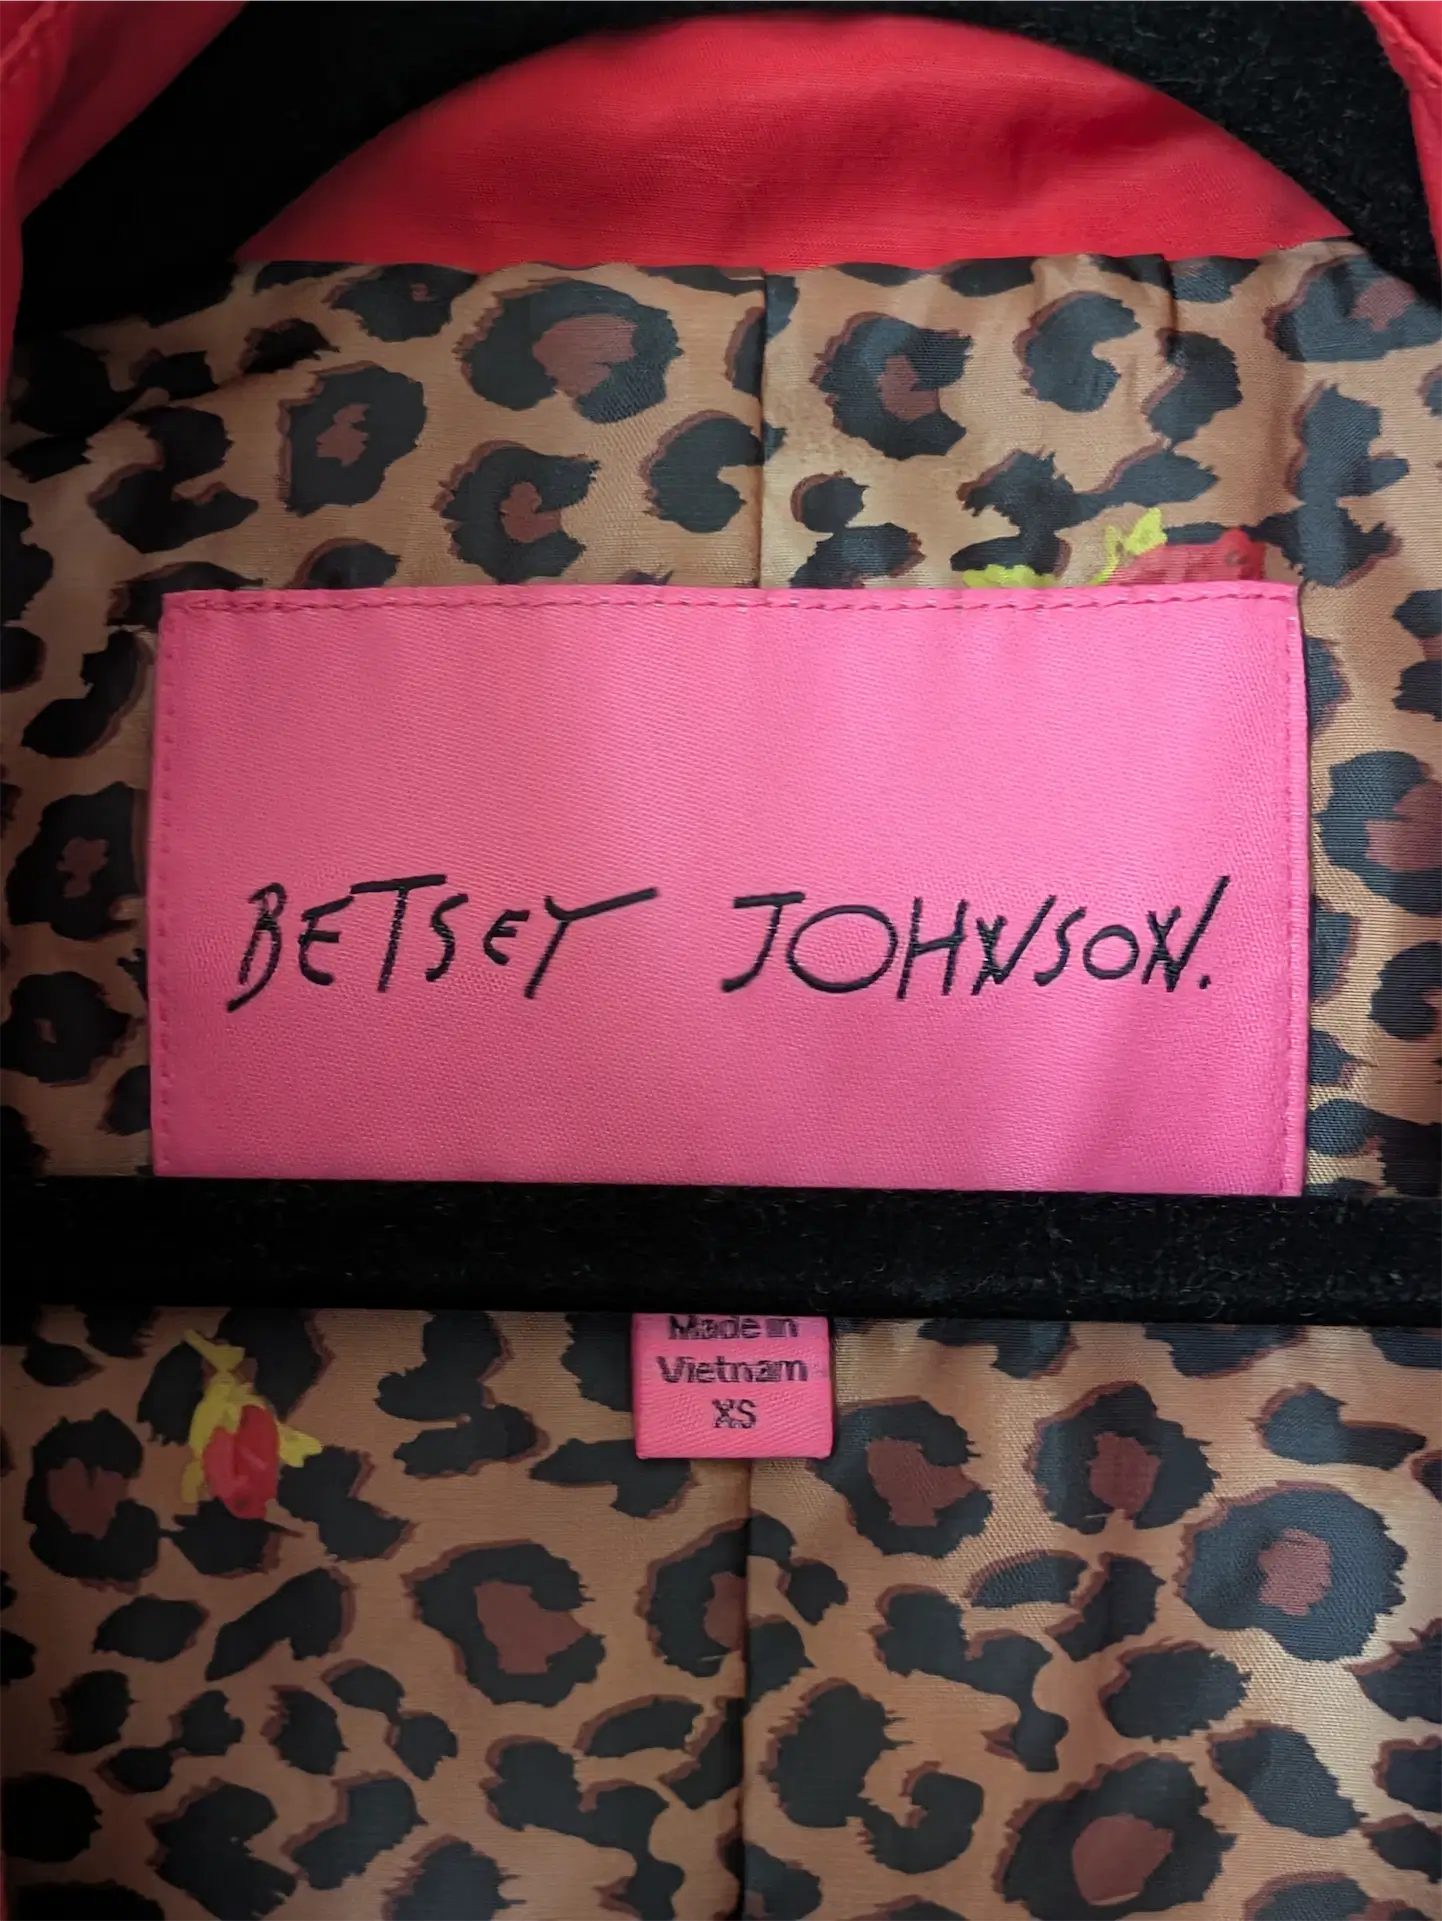 BETSEY JOHNSON.
Made in
Vietnam
XS